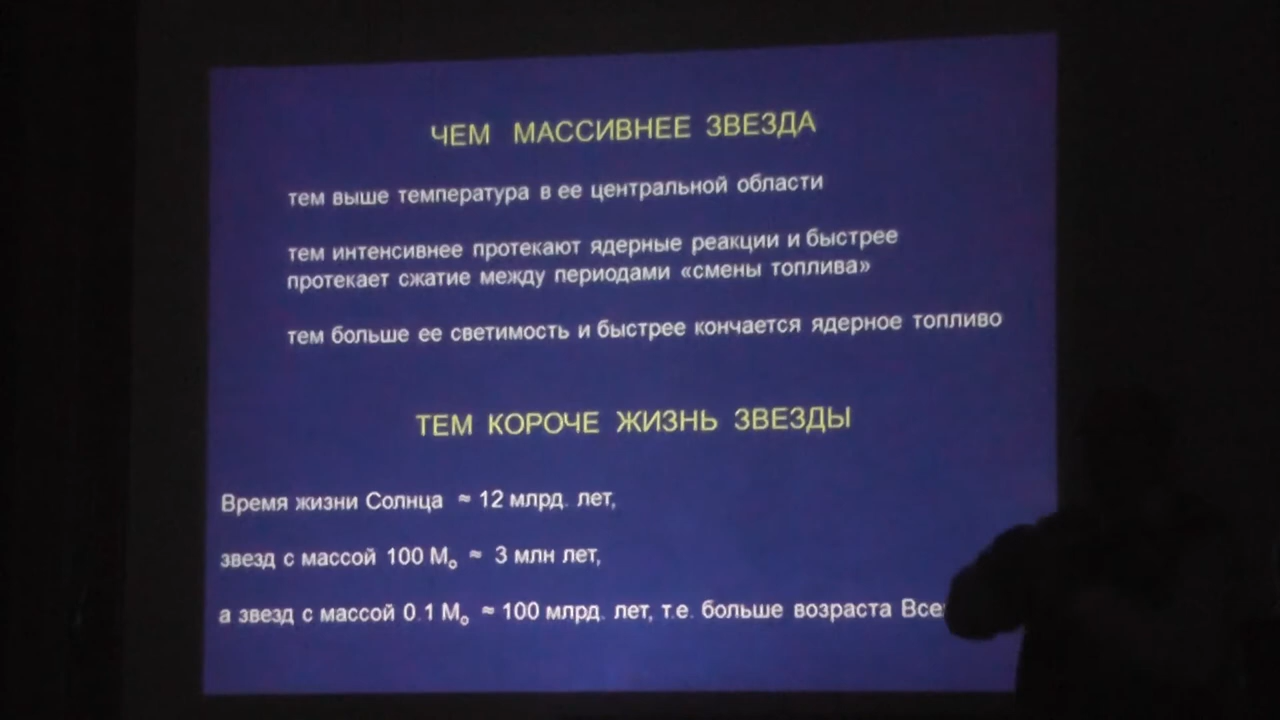 ЧЕМ МАССИВНЕЕ ЗВЕЗДА
тем выше температура в ее центральной области
тем интенсивнее протекают ядерные реакции и быстрее
протекает сжатие между периодами «смены топлива»
тем больше ее светимость и быстрее кончается ядерное топливо
ТЕМ КОРОЧЕ ЖИЗНЬ ЗВЕЗДЫ
Время жизни Солнца ≈ 12 млрд. лет,
звезд с массой 100 Mₒ ≈ 3 млн лет,
а звезд с массой 0.1 Mₒ ≈ 100 млрд. лет, т.е. больше возраста